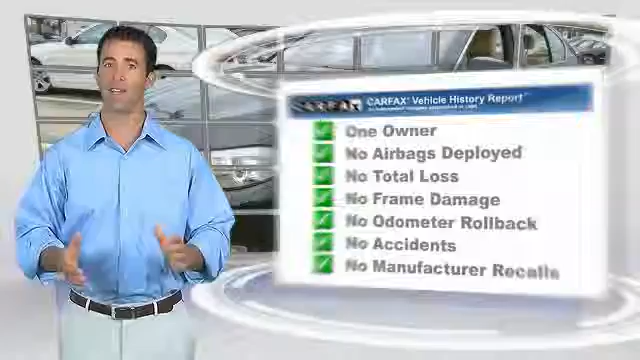 CARFAX CARFAX Vehicle History Report
One Owner
No Airbags Deployed
No Total Loss
No Frame Damage
No Odometer Rollback
No Accidents
No Manufacturer Recalls